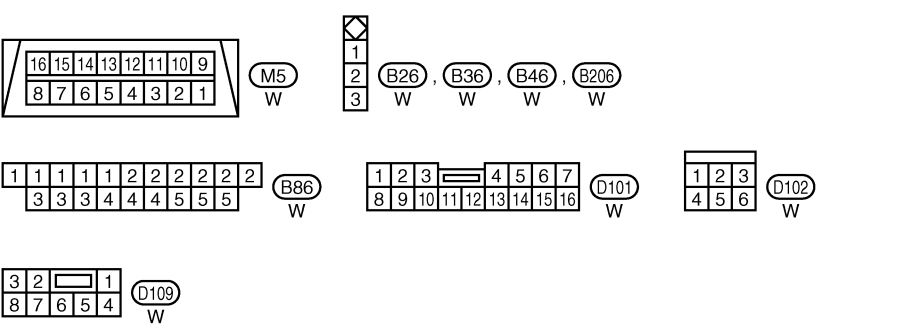 16 15 14 13 12 11 10 9
8 7 6 5 4 3 2 1
M5
W
1
2
3
B26 , B36 , B46 , B206
W W W W
1 1 1 1 1 2 2 2 2 2 2
3 3 3 4 4 4 5 5 5
B86
W
1 2 3 4 5 6 7
8 9 10 11 12 13 14 15 16
D101
W
1 2 3
4 5 6
D102
W
3 2 1
8 7 6 5 4
D109
W